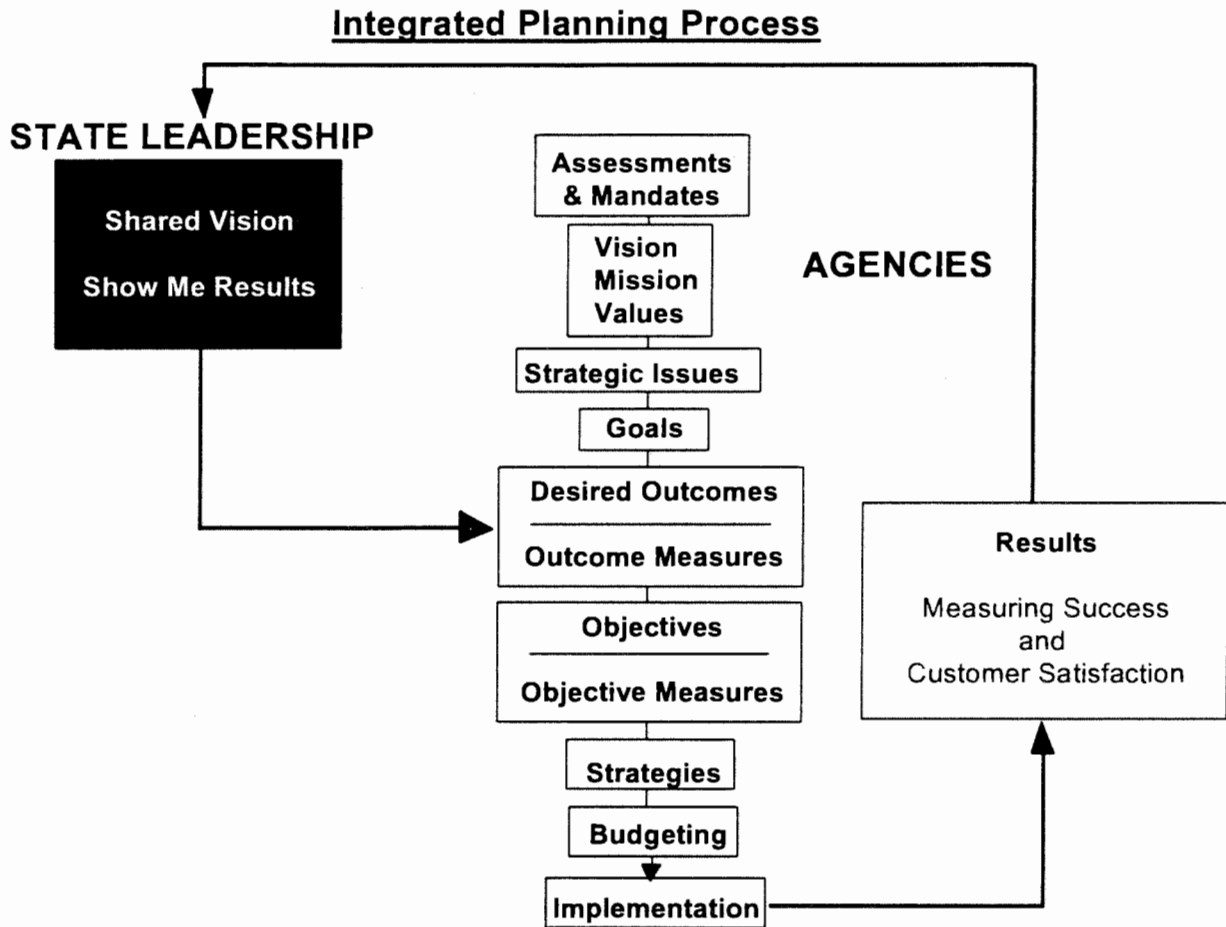 Integrated Planning Process
STATE LEADERSHIP
Shared Vision
Show Me Results
Assessments
& Mandates
Vision
Mission
Values
AGENCIES
Strategic Issues
Goals
Desired Outcomes
Outcome Measures
Objectives
Objective Measures
Strategies
Budgeting
Implementation
Results
Measuring Success
and
Customer Satisfaction